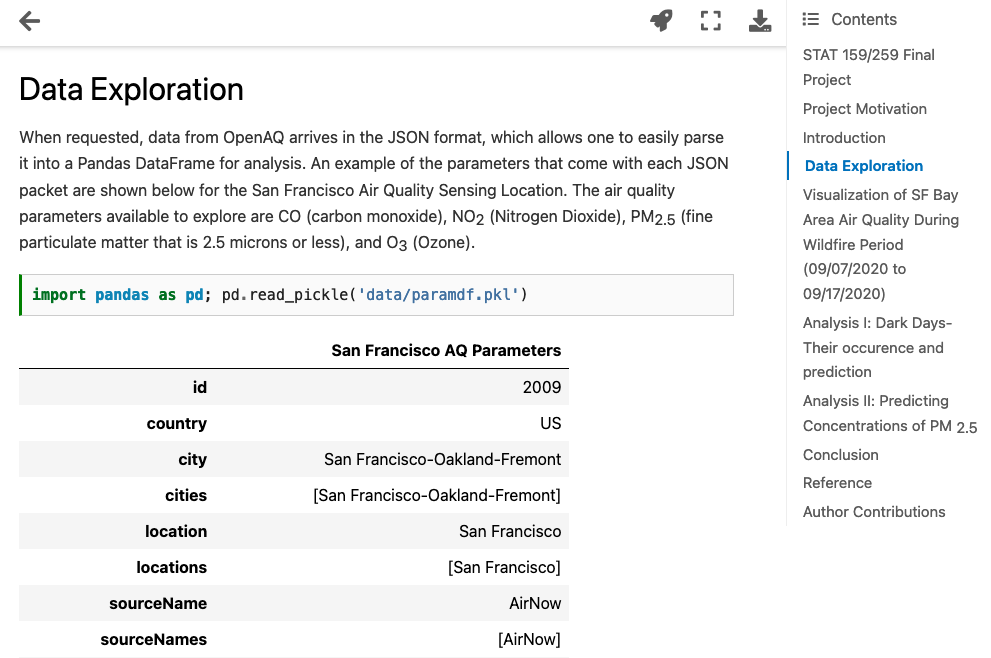 Data Exploration
When requested, data from OpenAQ arrives in the JSON format, which allows one to easily parse
it into a Pandas DataFrame for analysis. An example of the parameters that come with each JSON
packet are shown below for the San Francisco Air Quality Sensing Location. The air quality
parameters available to explore are CO (carbon monoxide), NO2 (Nitrogen Dioxide), PM2.5 (fine
particulate matter that is 2.5 microns or less), and O3 (Ozone).
import pandas as pd; pd.read_pickle('data/paramdf.pkl')
San Francisco AQ Parameters
id 2009
country US
city San Francisco-Oakland-Fremont
cities [San Francisco-Oakland-Fremont]
location San Francisco
locations [San Francisco]
sourceName AirNow
sourceNames [AirNow]
Contents
STAT 159/259 Final
Project
Project Motivation
Introduction
Data Exploration
Visualization of SF Bay
Area Air Quality During
Wildfire Period
(09/07/2020 to
09/17/2020)
Analysis I: Dark Days-
Their occurence and
prediction
Analysis II: Predicting
Concentrations of PM 2.5
Conclusion
Reference
Author Contributions